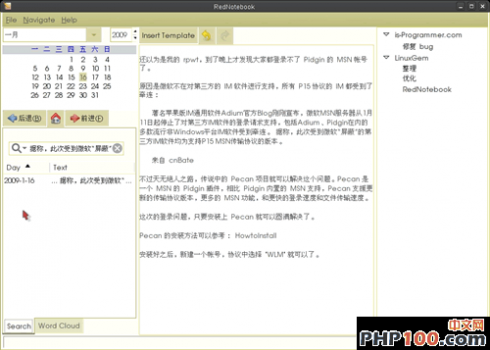 RedNotebook
File Navigate Help
一月 2009
一 二 三 四 五 六 日
1 2 3 4
5 6 7 8 9 10 11
12 13 14 15 16 17 18
19 20 21 22 23 24 25
26 27 28 29 30 31
后退(B) 前进(F)
据称，此次受到微软"屏蔽"
Day Text
2009-1-16 ... 据称，此次受到微软"...
Search Word Cloud
Insert Template
还以为是我的 rpwt，到了晚上才发现大家都登录不了 Pidgin 的 MSN 帐号
了。
原因是微软不在对第三方的 IM 软件进行支持，所有 P15 协议的 IM 都受到了
牵连：
著名苹果版IM通用软件Adium官方Blog刚刚宣布，微软MSN服务器从1月
11日起停止了对第三方IM软件的登录请求支持，包括Adium，Pidgin在内的
多款流行非Windows平台IM软件受到牵连。 据称，此次受到微软"屏蔽"的第
三方IM软件均为支持P15 MSN传输协议的版本。
来自 cnBeta
不过天无绝人之路，传说中的 Pecan 项目就可以解决这个问题。Pecan 是
一个 MSN 的 Pidgin 插件，相比 Pidgin 内置的 MSN 支持，Pecan 支援更
新的传输协议版本，更多的 MSN 功能，和更快的登录速度和文件传输速度。
这次的登录问题，只要安装上 Pecan 就可以圆满解决了。
Pecan 的安装方法可以参考： HowtoInstall
安装好之后，新建一个帐号，协议中选择 "WLM" 就可以了。
is-Programmer.com
修复 bug
LinuxGem
整理
优化
RedNotebook
中文网
PHP100.com